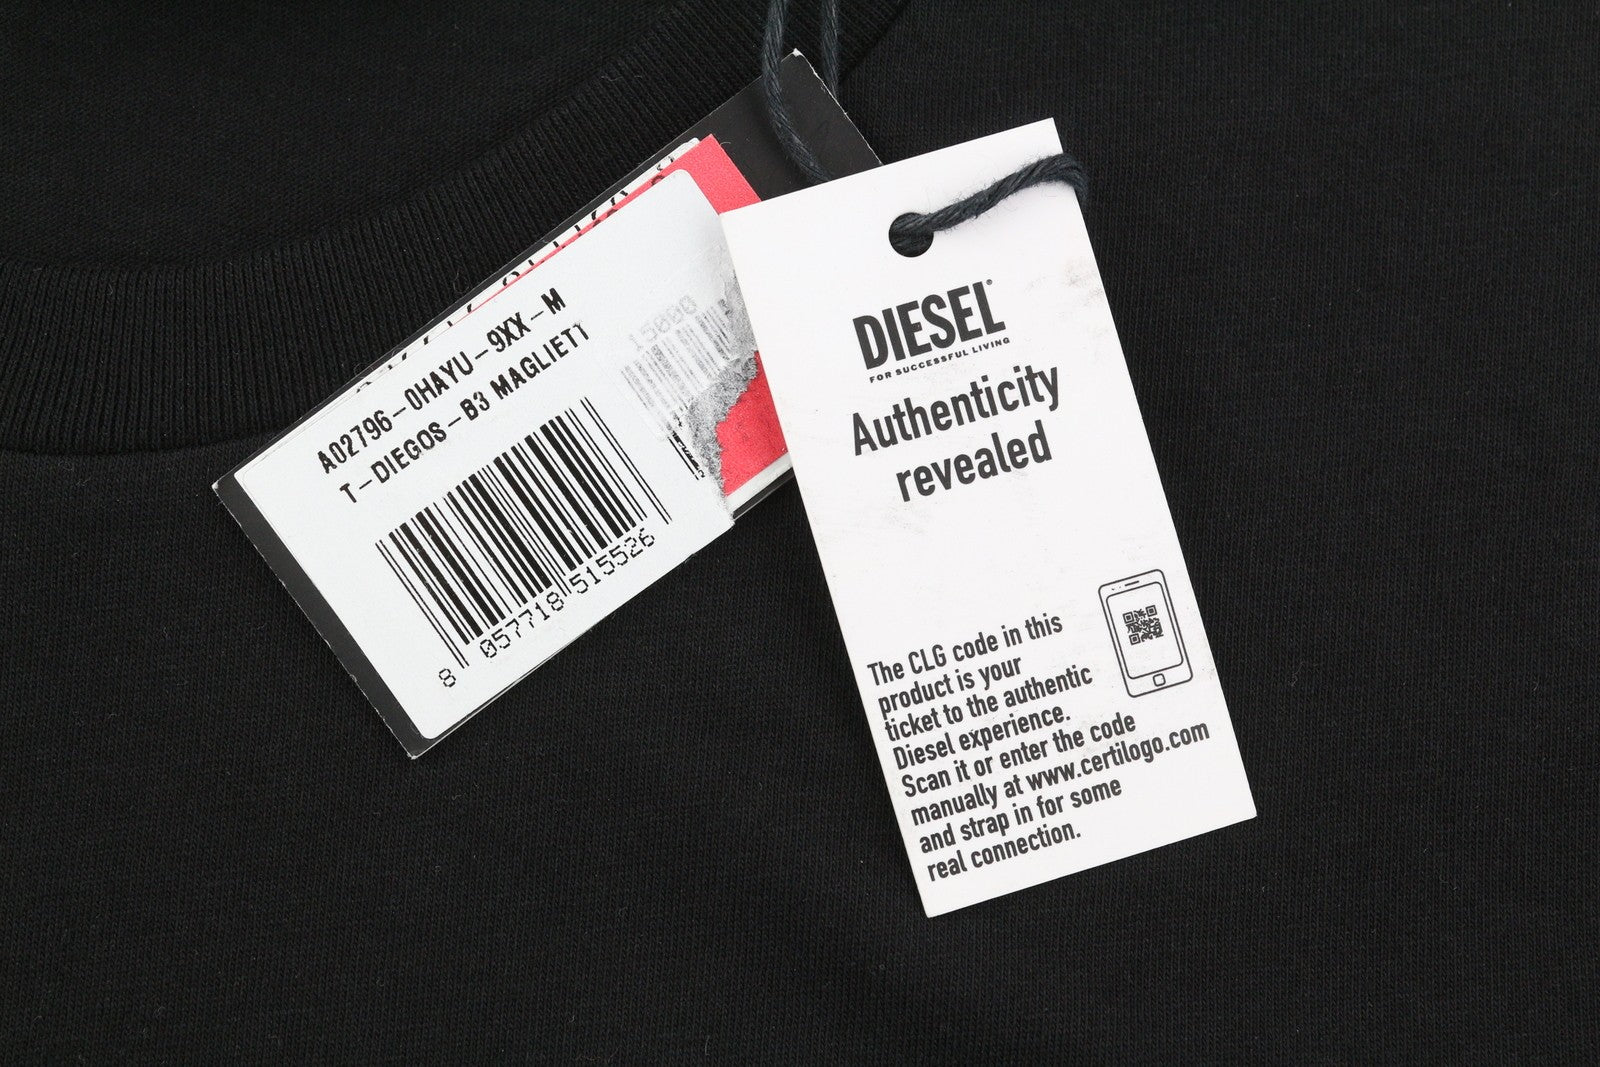 A02796-0HAYU-9XX-M
T-DIEGOS-B3 MAGLIETT
8 057718 515526
DIESEL
FOR SUCCESSFUL LIVING
Authenticity
revealed
The CLG code in this
product is your
ticket to the authentic
Diesel experience.
Scan it or enter the code
manually at www.certilogo.com
and strap in for some
real connection.